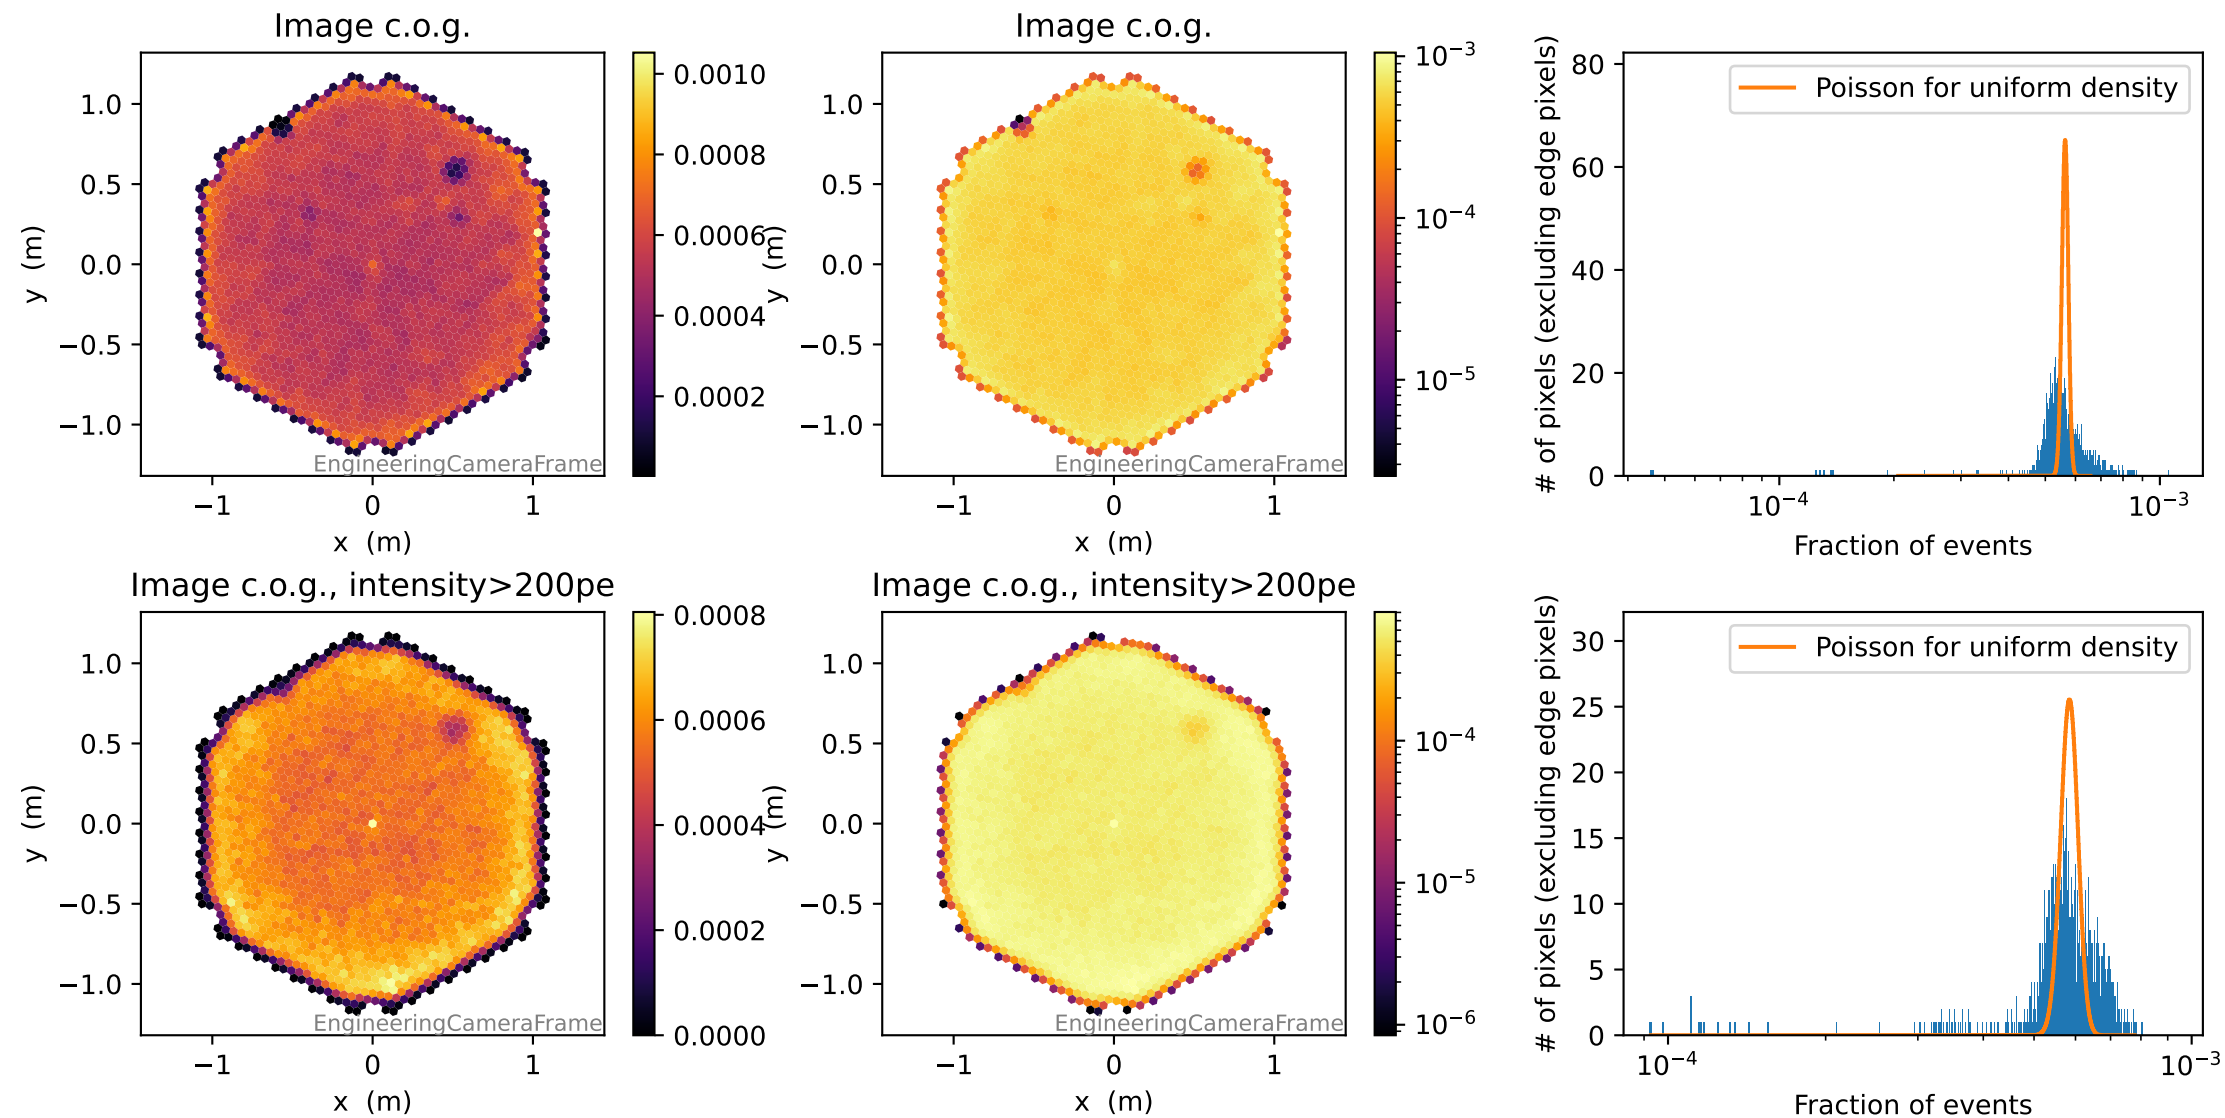 Image c.o.g.
1.0
0.5
0.0
−0.5
−1.0
y (m)
−1
0
1
x (m)
EngineeringCameraFrame
0.0010
0.0008
0.0006
0.0004
0.0002
Image c.o.g.
1.0
0.5
0.0
−0.5
−1.0
y (m)
−1
0
1
x (m)
EngineeringCameraFrame
10⁻³
10⁻⁴
10⁻⁵
Poisson for uniform density
80
60
40
20
0
# of pixels (excluding edge pixels)
10⁻⁴
10⁻³
Fraction of events
Image c.o.g., intensity>200pe
1.0
0.5
0.0
−0.5
−1.0
y (m)
−1
0
1
x (m)
EngineeringCameraFrame
0.0008
0.0006
0.0004
0.0002
0.0000
Image c.o.g., intensity>200pe
1.0
0.5
0.0
−0.5
−1.0
y (m)
−1
0
1
x (m)
EngineeringCameraFrame
10⁻⁴
10⁻⁵
10⁻⁶
Poisson for uniform density
30
25
20
15
10
5
0
# of pixels (excluding edge pixels)
10⁻⁴
10⁻³
Fraction of events